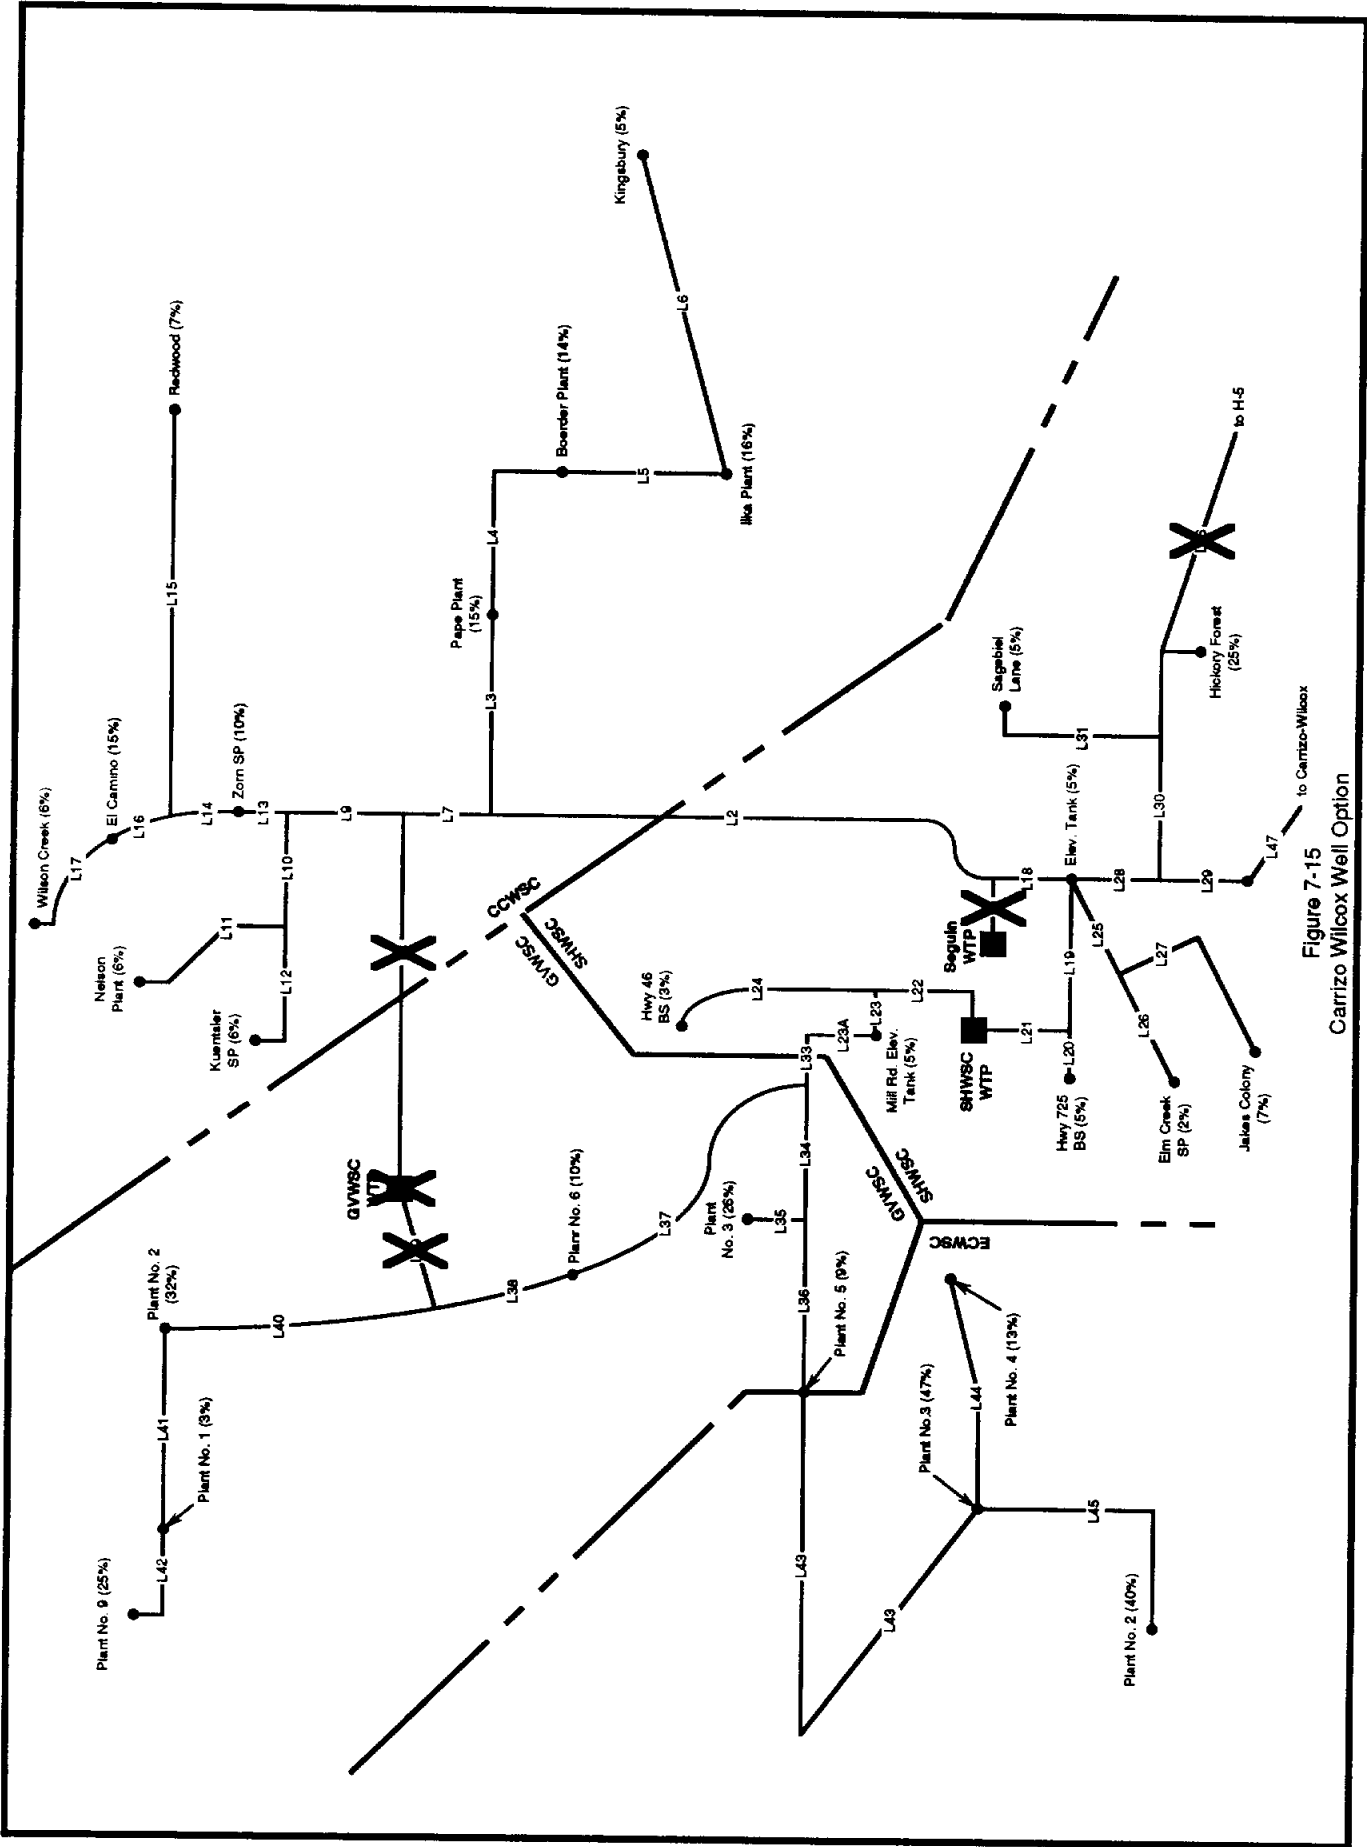 Plant No. 9 (25%)
L42
Plant No. 1 (3%)
L41
Plant No. 2
(32%)
L40
L38
Plant No. 6 (10%)
L37
GVWSC
Kuentsler
SP (6%)
L12
Nelson
Plant (6%)
L11
L10
Wilson Creek (6%)
L17
El Camino (15%)
L16
L14
Zorn SP (10%)
L13
L9
L7
L15
Redwood (7%)
L3
Pape Plant
(15%)
L4
Boerder Plant (14%)
L5
Ilka Plant (16%)
L6
Kingsbury (5%)
CCWSC
SHWSC
GVWSC
L2
Hwy 46
BS (3%)
L24
L33
L23A
L23
L22
Mill Rd. Elev.
Tank (5%)
L34
Plant
No. 3 (26%)
L35
L36
Plant No. 5 (9%)
GVWSC
SHWSC
ECWSC
L43
L43
Plant No.3 (47%)
L44
Plant No. 4 (13%)
L45
Plant No. 2 (40%)
SHWSC
WTP
L21
Seguin
WTP
L18
Elev. Tank (5%)
L19
L20
Hwy 725
BS (5%)
L25
L26
Elm Creek
SP (2%)
L27
Jakes Colony
(7%)
L28
L29
L30
L31
Sagebiel
Lane (5%)
Hickory Forest
(25%)
to H-5
L47
to Carrizo-Wilcox
Figure 7-15
Carrizo Wilcox Well Option